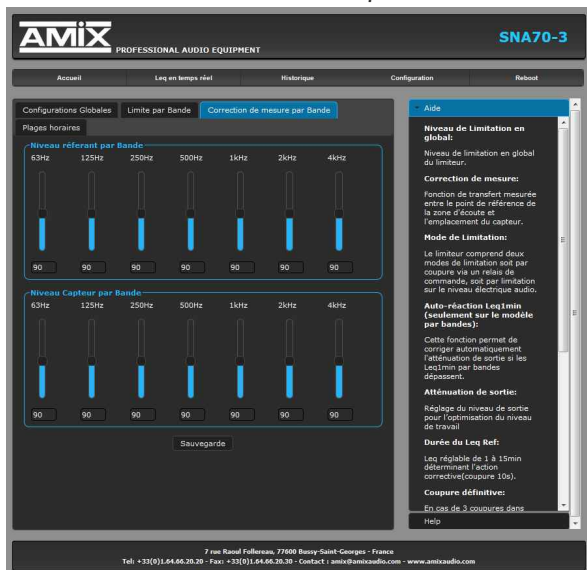 AMIX PROFESSIONAL AUDIO EQUIPMENT
SNA70-3
Accueil Leq en temps réel Historique Configuration Reboot
Configurations Globales Limite par Bande Correction de mesure par Bande
Plages horaires
Niveau réferant par Bande
63Hz 125Hz 250Hz 500Hz 1kHz 2kHz 4kHz
90 90 90 90 90 90 90
Niveau Capteur par Bande
63Hz 125Hz 250Hz 500Hz 1kHz 2kHz 4kHz
90 90 90 90 90 90 90
Sauvegarde
Aide
Niveau de Limitation en
global:
Niveau de limitation en global
du limiteur.
Correction de mesure:
Fonction de transfert mesurée
entre le point de référence de
la zone d'écoute et
l'emplacement du capteur.
Mode de Limitation:
Le limiteur comprend deux
modes de limitation soit par
coupure via un relais de
commande, soit par limitation
sur le niveau électrique audio.
Auto-réaction Leq1min
(seulement sur le modèle
par bandes):
Cette fonction permet de
corriger automatiquement
l'atténuation de sortie si les
Leq1min par bandes
dépassent.
Atténuation de sortie:
Réglage du niveau de sortie
pour l'optimisation du niveau
de travail
Durée du Leq Ref:
Leq réglable de 1 à 15min
déterminant l'action
corrective(coupure 10s).
Coupure définitive:
En cas de 3 coupures dans
Help
7 rue Raoul Follereau, 77600 Bussy-Saint-Georges - France
Tel: +33(0)1.64.66.20.20 - Fax: +33(0)1.64.66.20.30 - Contact : amix@amixaudio.com - www.amixaudio.com